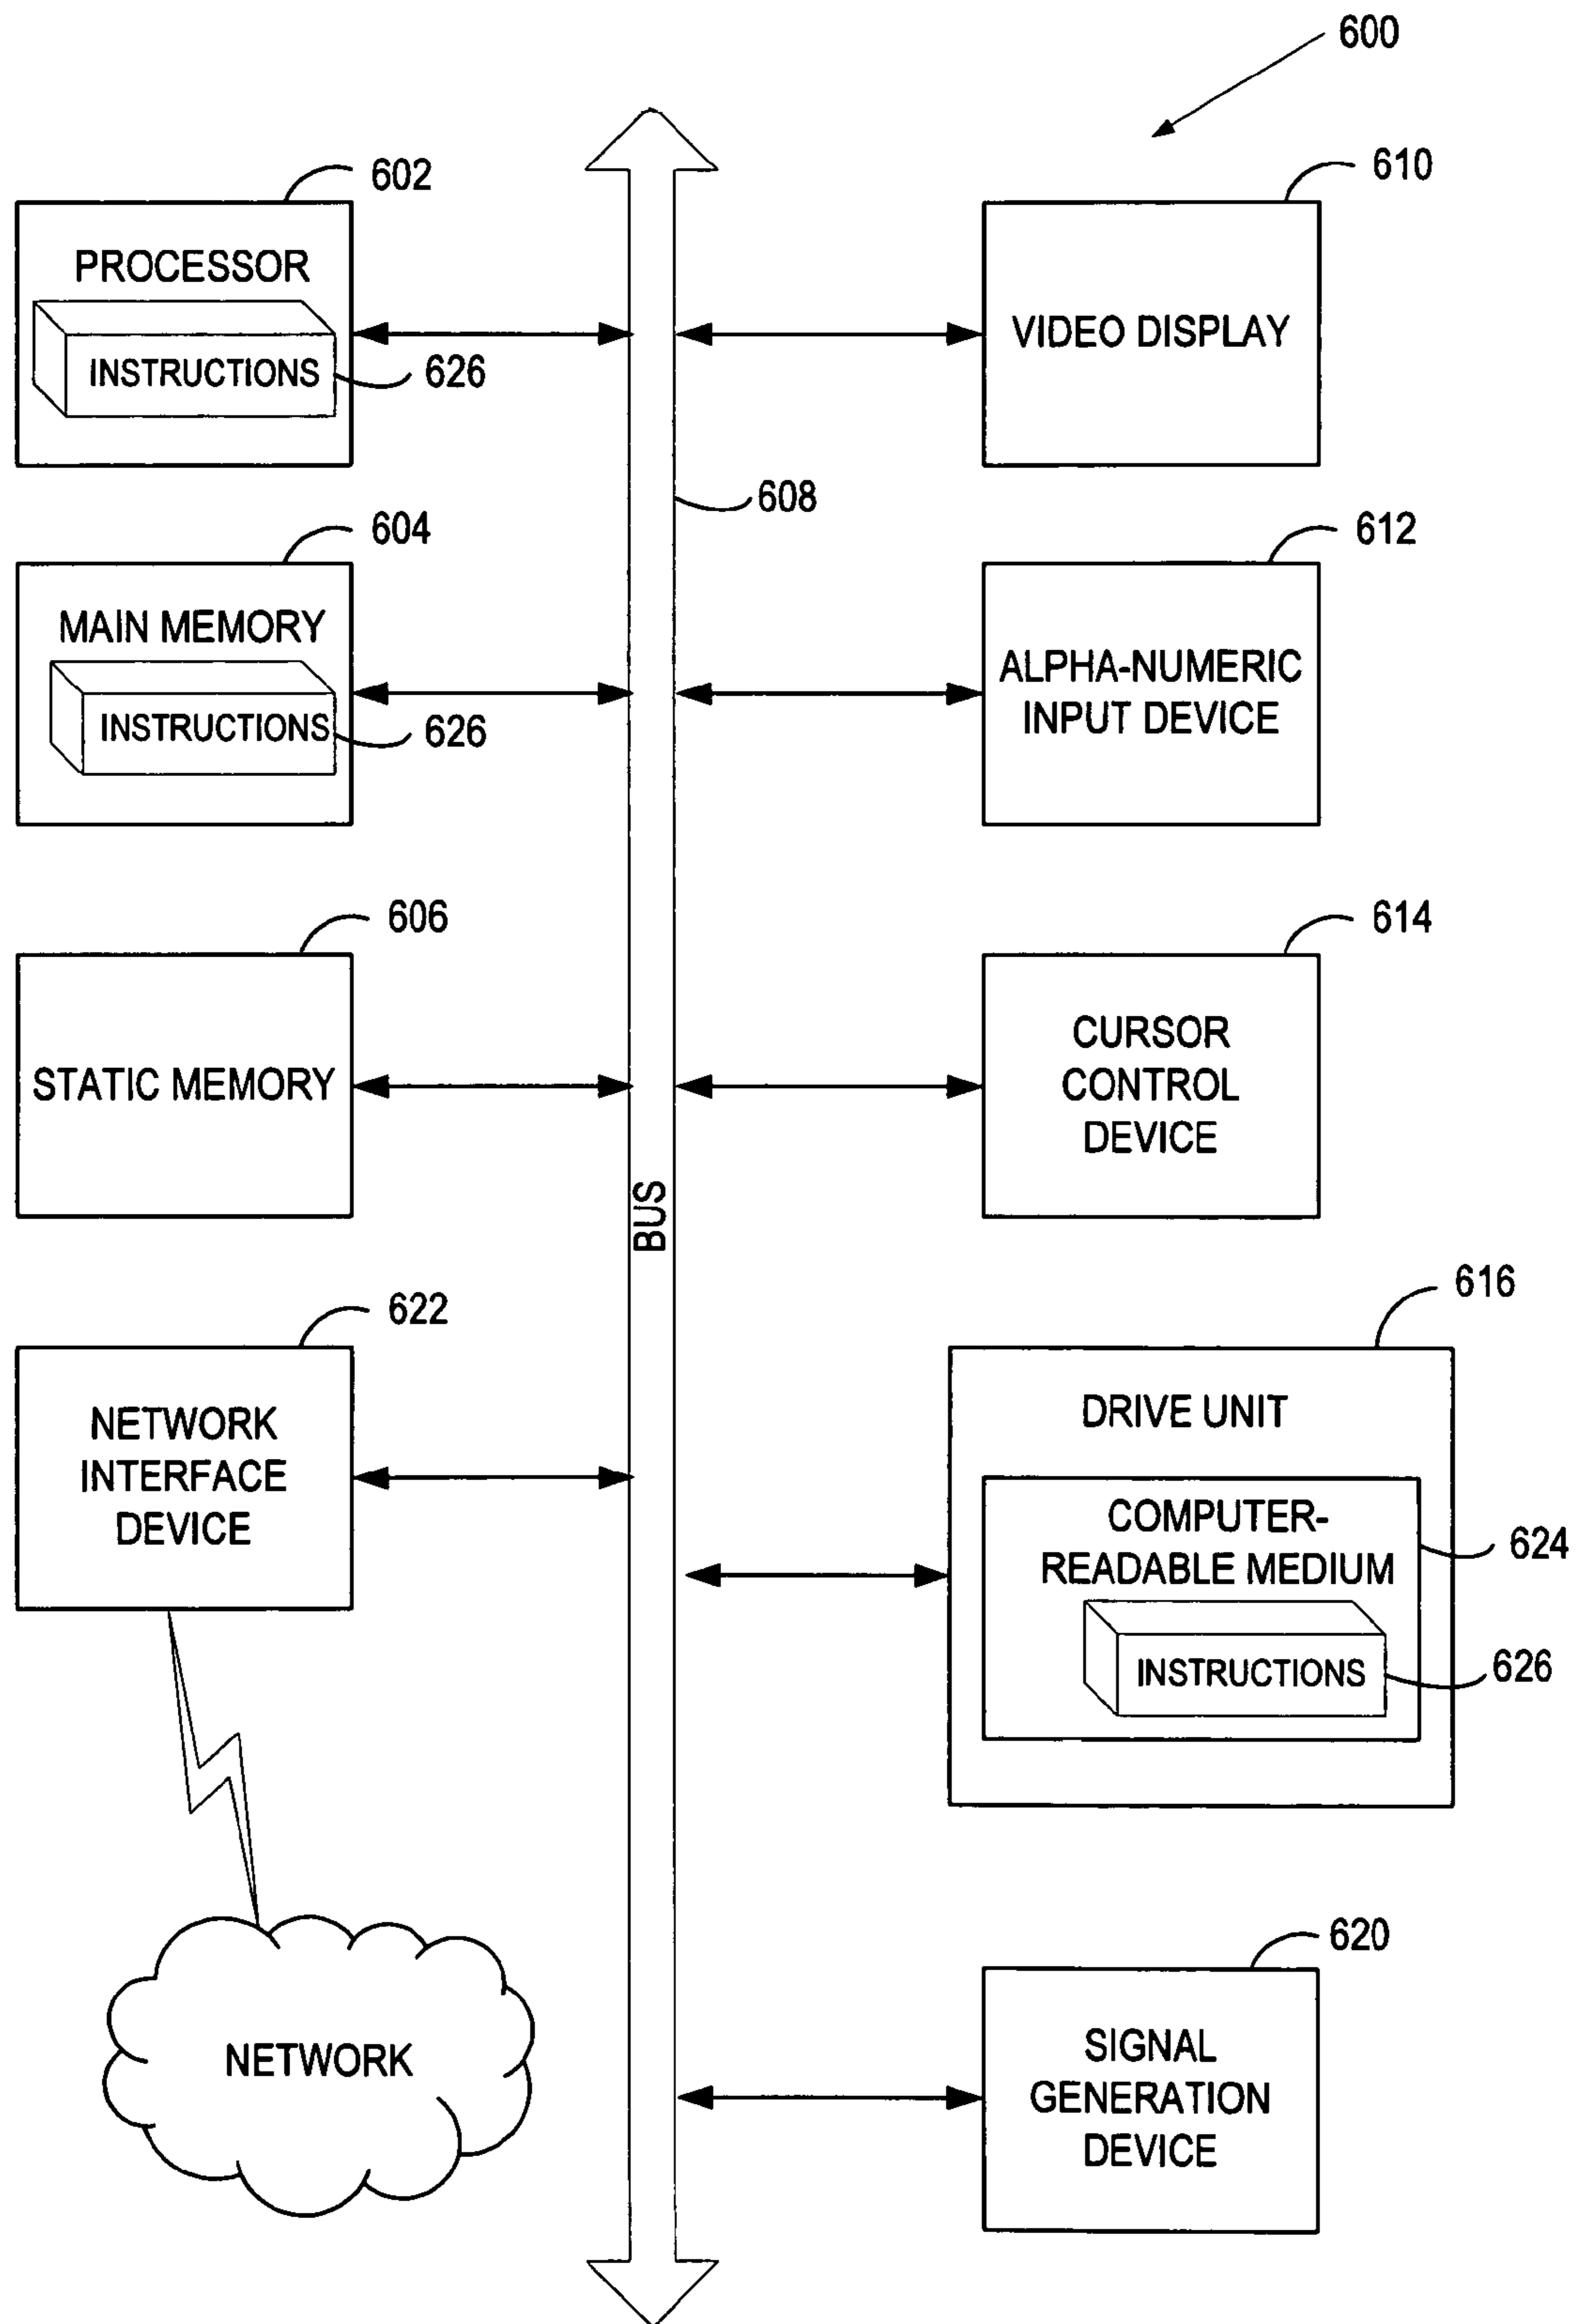 600
602
PROCESSOR
INSTRUCTIONS
626
610
VIDEO DISPLAY
608
604
MAIN MEMORY
INSTRUCTIONS
626
612
ALPHA-NUMERIC
INPUT DEVICE
606
STATIC MEMORY
614
CURSOR
CONTROL
DEVICE
BUS
622
NETWORK
INTERFACE
DEVICE
616
DRIVE UNIT
COMPUTER-
READABLE MEDIUM
624
INSTRUCTIONS
626
NETWORK
620
SIGNAL
GENERATION
DEVICE